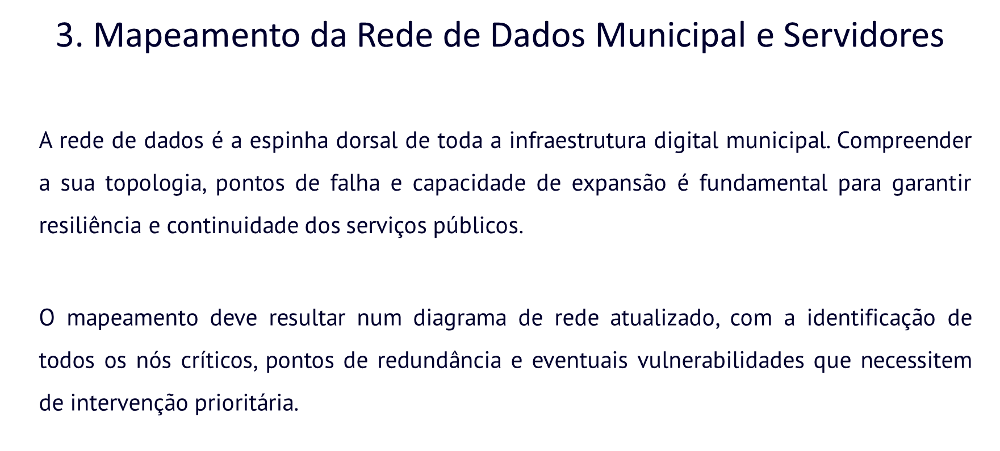 3. Mapeamento da Rede de Dados Municipal e Servidores
A rede de dados é a espinha dorsal de toda a infraestrutura digital municipal. Compreender
a sua topologia, pontos de falha e capacidade de expansão é fundamental para garantir
resiliência e continuidade dos serviços públicos.
O mapeamento deve resultar num diagrama de rede atualizado, com a identificação de
todos os nós críticos, pontos de redundância e eventuais vulnerabilidades que necessitem
de intervenção prioritária.